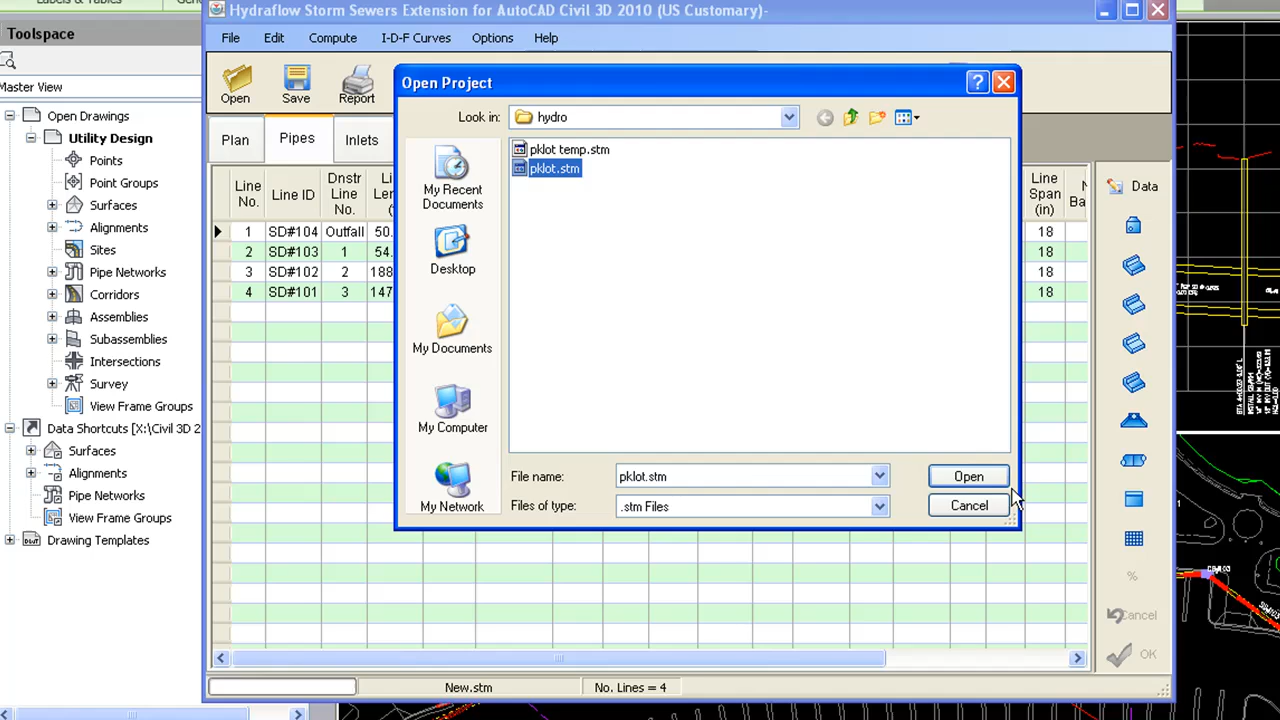 Labels & Tables
Toolspace
Master View
Open Drawings
Utility Design
Points
Point Groups
Surfaces
Alignments
Sites
Pipe Networks
Corridors
Assemblies
Subassemblies
Intersections
Survey
View Frame Groups
Data Shortcuts [X:\Civil 3D 2
Surfaces
Alignments
Pipe Networks
View Frame Groups
Drawing Templates
Hydraflow Storm Sewers Extension for AutoCAD Civil 3D 2010 (US Customary)-
File Edit Compute I-D-F Curves Options Help
Open Save Report
Plan Pipes Inlets
Line No. Line ID Dnstr Line No. Line Span (in)
1 SD#104 Outfall 50. 18
2 SD#103 1 54. 18
3 SD#102 2 188 18
4 SD#101 3 147 18
Open Project
Look in: hydro
pklot temp.stm
pklot.stm
My Recent Documents
Desktop
My Documents
My Computer
My Network
File name: pklot.stm Open
Files of type: .stm Files Cancel
Data
%
Cancel
OK
New.stm No. Lines = 4